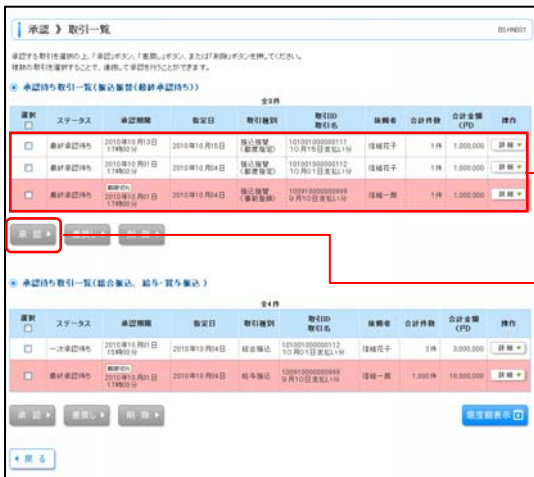 承認 》 取引一覧
BSHN001
承認する取引を選択の上、「承認」ボタン、「差戻し」ボタン、または「削除」ボタンを押してください。
複数の取引を選択することで、連続して承認を行うことができます。
承認待ち取引一覧(振込振替(最終承認待ち))
全3件
選択 ステータス 承認期限 指定日 取引種別 取引ID 取引名 依頼者 合計件数 合計金額(円) 操作
最終承認待ち 2010年10月13日 17時00分 2010年10月15日 振込振替 (都度指定) 101001000000111 10月15日支払い分 信組花子 1件 1,000,000 詳細
最終承認待ち 2010年10月01日 17時00分 2010年10月04日 振込振替 (都度指定) 101001000000112 10月01日支払い分 信組花子 1件 1,000,000 詳細
最終承認待ち 期限切れ 2010年10月01日 17時00分 2010年10月04日 振込振替 (事前登録) 100910000000999 9月10日支払い分 信組一郎 1件 1,000,000 詳細
承認 差戻し 削除
承認待ち取引一覧(総合振込、給与・賞与振込)
全2件
選択 ステータス 承認期限 指定日 取引種別 取引ID 取引名 依頼者 合計件数 合計金額(円) 操作
一次承認待ち 2010年10月01日 15時00分 2010年10月04日 総合振込 101001000000112 10月01日支払い分 信組花子 3件 3,000,000 詳細
最終承認待ち 期限切れ 2010年10月01日 17時00分 2010年10月04日 給与振込 100910000000999 9月10日支払い分 信組一郎 1,000件 10,000,000 詳細
承認 差戻し 削除 限度額表示
戻る